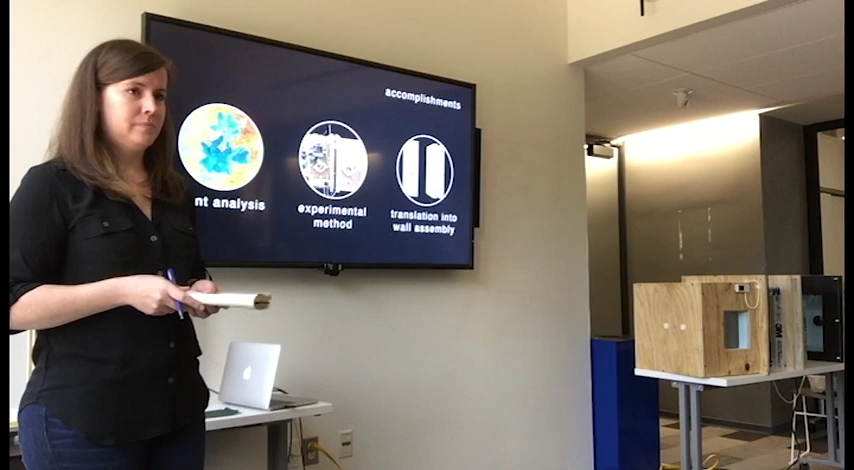 accomplishments
nt analysis
experimental
method
translation into
wall assembly